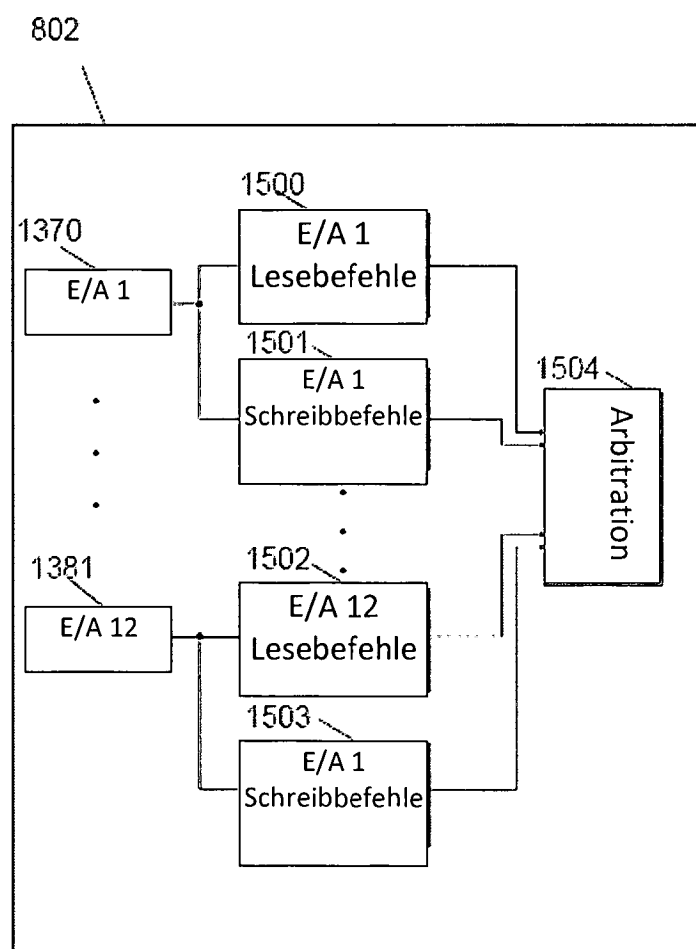 802
1500
E/A 1
Lesebefehle
1370
E/A 1
1501
E/A 1
Schreibbefehle
1504
Arbitration
1502
E/A 12
Lesebefehle
1381
E/A 12
1503
E/A 1
Schreibbefehle